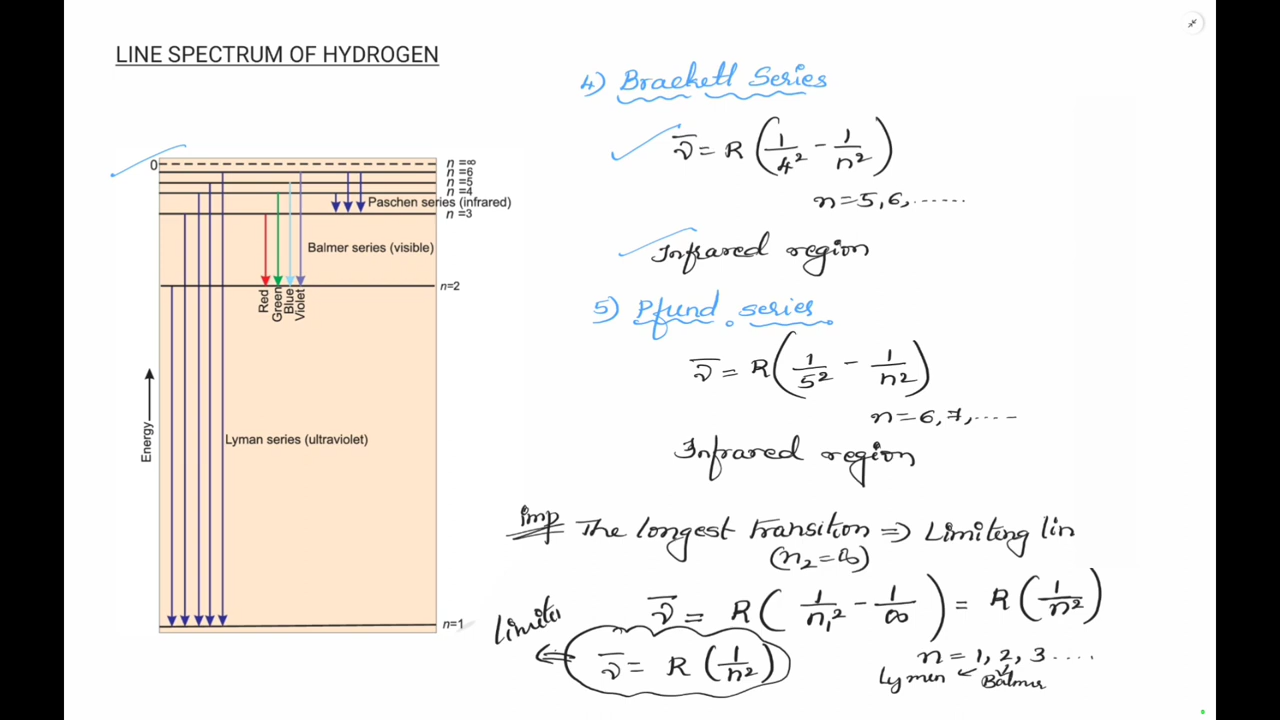 LINE SPECTRUM OF HYDROGEN
0
n =∞
n =6
n =5
n =4
Paschen series (infrared)
n =3
Balmer series (visible)
n=2
Red
Green
Blue
Violet
Energy
Lyman series (ultraviolet)
n=1
4) Brackett Series
ν̅ = R (1/4² - 1/n²)
n=5,6,......
Infrared region
5) Pfund series
ν̅ = R (1/5² - 1/n²)
n=6,7,....
Infrared region
imp The longest transition ⇒ Limiting lin
(n₂=∞)
ν̅ = R ( 1/n₁² - 1/∞ ) = R (1/n²)
ν̅ = R (1/n²)
n = 1, 2, 3 ....
Lymen ← Balmer